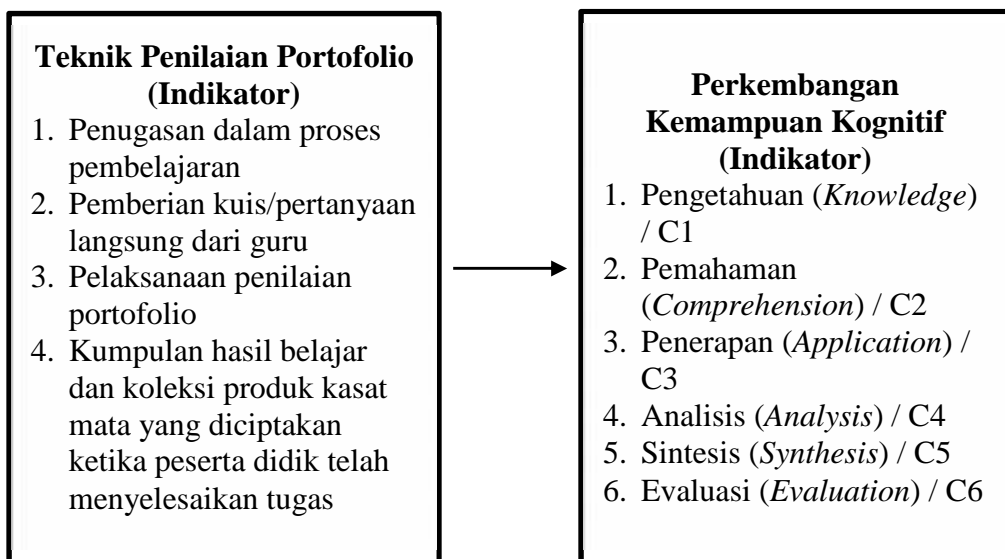 Teknik Penilaian Portofolio
(Indikator)
1. Penugasan dalam proses
pembelajaran
2. Pemberian kuis/pertanyaan
langsung dari guru
3. Pelaksanaan penilaian
portofolio
4. Kumpulan hasil belajar
dan koleksi produk kasat
mata yang diciptakan
ketika peserta didik telah
menyelesaikan tugas
Perkembangan
Kemampuan Kognitif
(Indikator)
1. Pengetahuan (Knowledge)
/ C1
2. Pemahaman
(Comprehension) / C2
3. Penerapan (Application) /
C3
4. Analisis (Analysis) / C4
5. Sintesis (Synthesis) / C5
6. Evaluasi (Evaluation) / C6